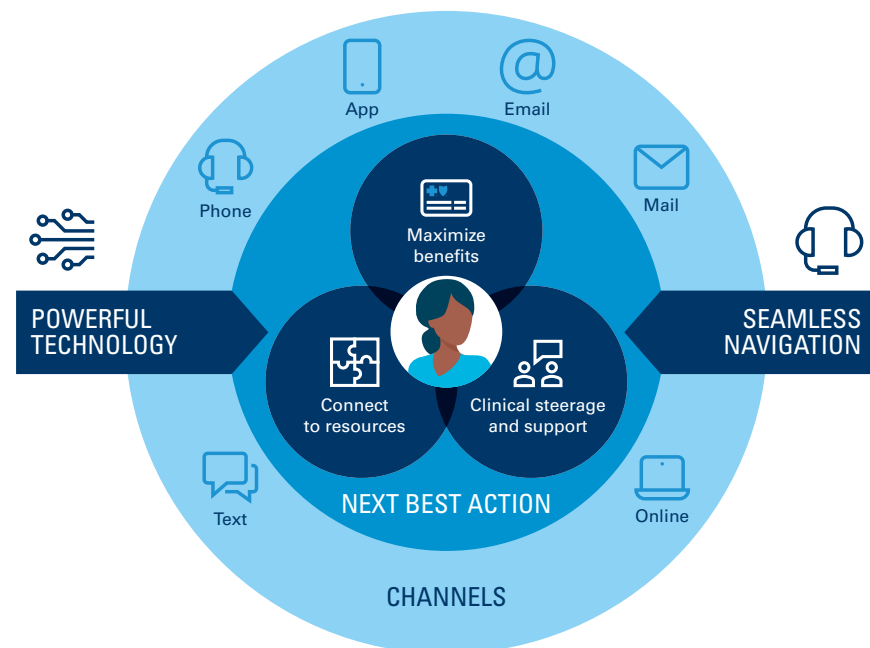 App
@
Email
Phone
Mail
Maximize
benefits
POWERFUL
TECHNOLOGY
SEAMLESS
NAVIGATION
Connect
to resources
Clinical steerage
and support
Text
NEXT BEST ACTION
Online
CHANNELS